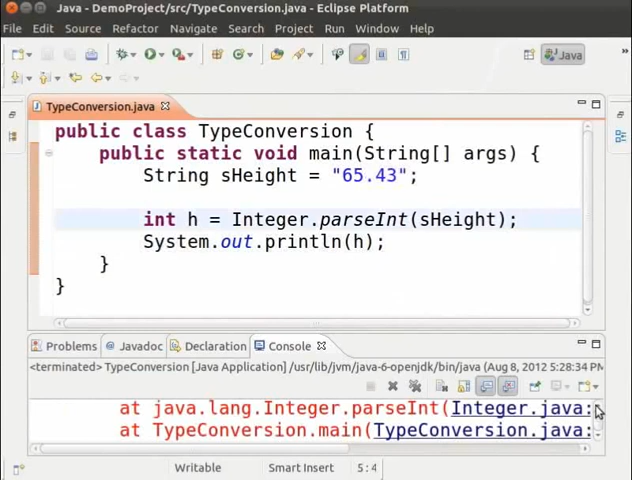 Java - DemoProject/src/TypeConversion.java - Eclipse Platform
File Edit Source Refactor Navigate Search Project Run Window Help
Java
TypeConversion.java
public class TypeConversion {
public static void main(String[] args) {
String sHeight = "65.43";
int h = Integer.parseInt(sHeight);
System.out.println(h);
}
}
Problems Javadoc Declaration Console
<terminated> TypeConversion [Java Application] /usr/lib/jvm/java-6-openjdk/bin/java (Aug 8, 2012 5:28:34 PM
at java.lang.Integer.parseInt(Integer.java:
at TypeConversion.main(TypeConversion.java:
Writable Smart Insert 5 : 4